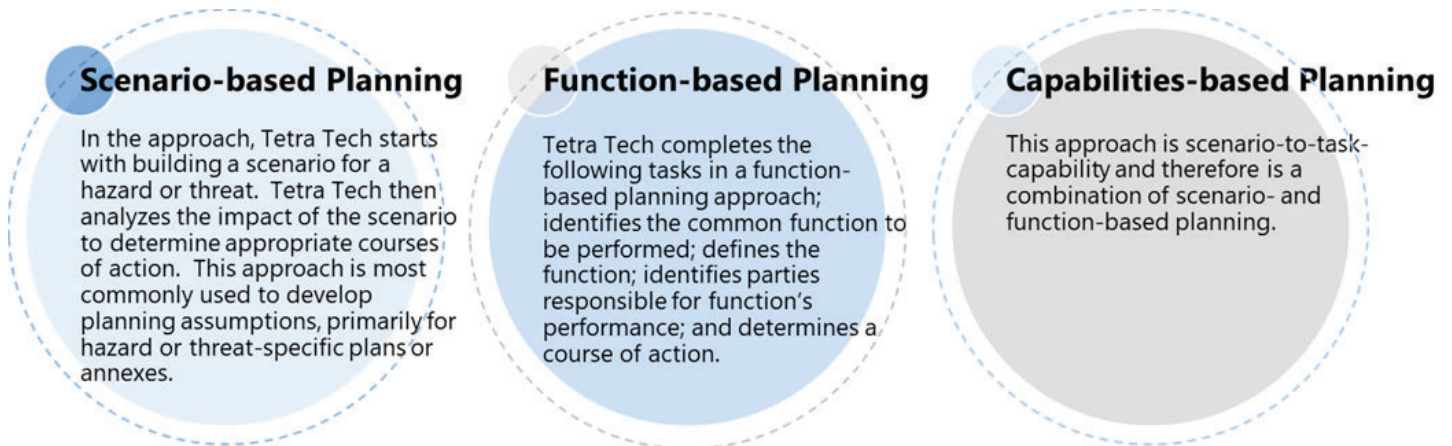 Scenario-based Planning
In the approach, Tetra Tech starts
with building a scenario for a
hazard or threat.  Tetra Tech then
analyzes the impact of the scenario
to determine appropriate courses
of action.  This approach is most
commonly used to develop
planning assumptions, primarily for
hazard or threat-specific plans or
annexes.
Function-based Planning
Tetra Tech completes the
following tasks in a function-
based planning approach;
identifies the common function to
be performed; defines the
function; identifies parties
responsible for function's
performance; and determines a
course of action.
Capabilities-based Planning
This approach is scenario-to-task-
capability and therefore is a
combination of scenario- and
function-based planning.